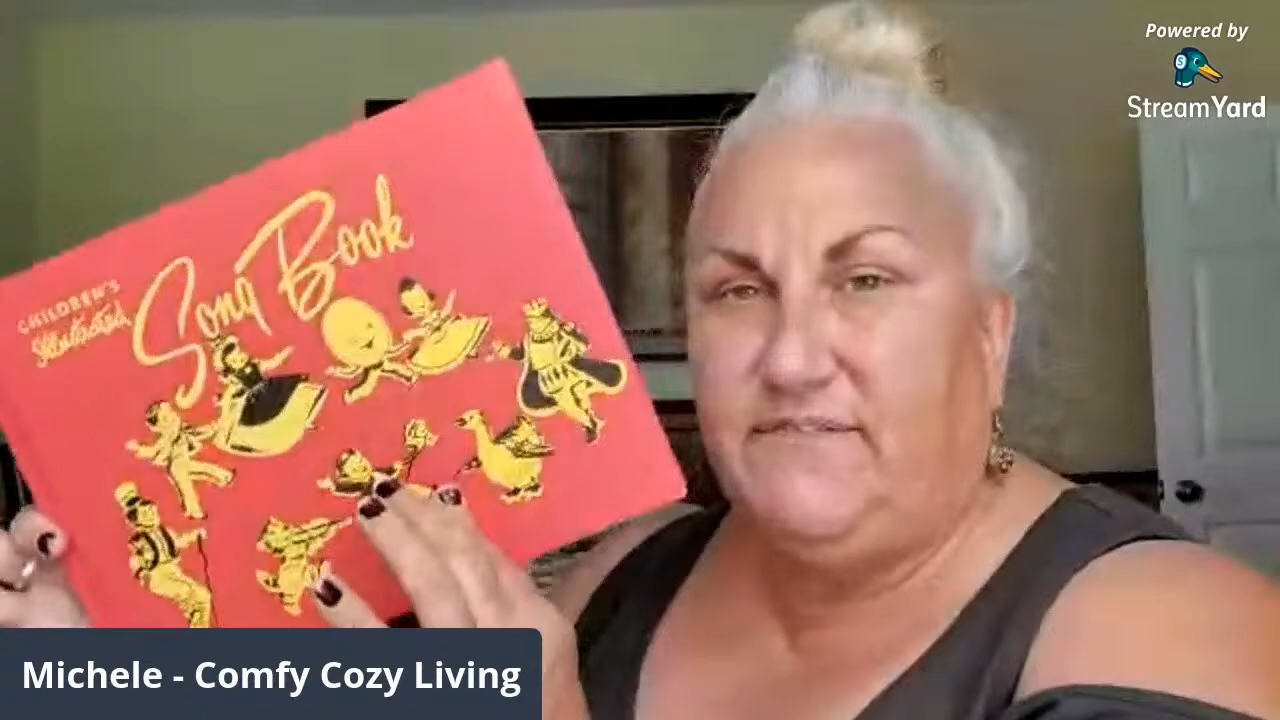 Powered by
StreamYard
CHILDREN'S
Illustrated
Song Book
Michele - Comfy Cozy Living